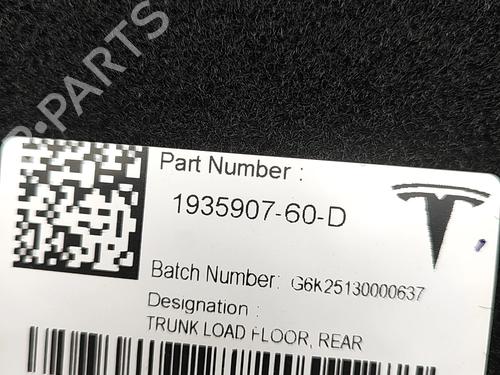 B-PARTS
Part Number :
1935907-60-D
Batch Number: G6K25130000637
Designation :
TRUNK LOAD FLOOR, REAR